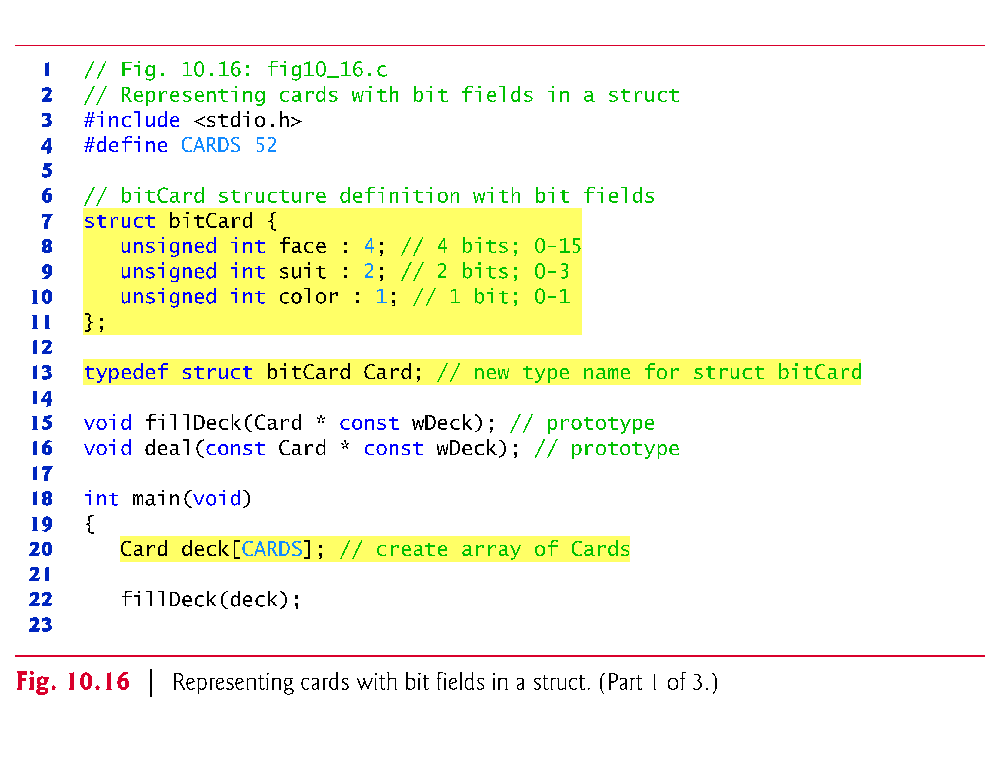 1 // Fig. 10.16: fig10_16.c
2 // Representing cards with bit fields in a struct
3 #include <stdio.h>
4 #define CARDS 52
5
6 // bitCard structure definition with bit fields
7 struct bitCard {
8    unsigned int face : 4; // 4 bits; 0-15
9    unsigned int suit : 2; // 2 bits; 0-3
10    unsigned int color : 1; // 1 bit; 0-1
11 };
12
13 typedef struct bitCard Card; // new type name for struct bitCard
14
15 void fillDeck(Card * const wDeck); // prototype
16 void deal(const Card * const wDeck); // prototype
17
18 int main(void)
19 {
20    Card deck[CARDS]; // create array of Cards
21
22    fillDeck(deck);
23
Fig. 10.16 | Representing cards with bit fields in a struct. (Part 1 of 3.)